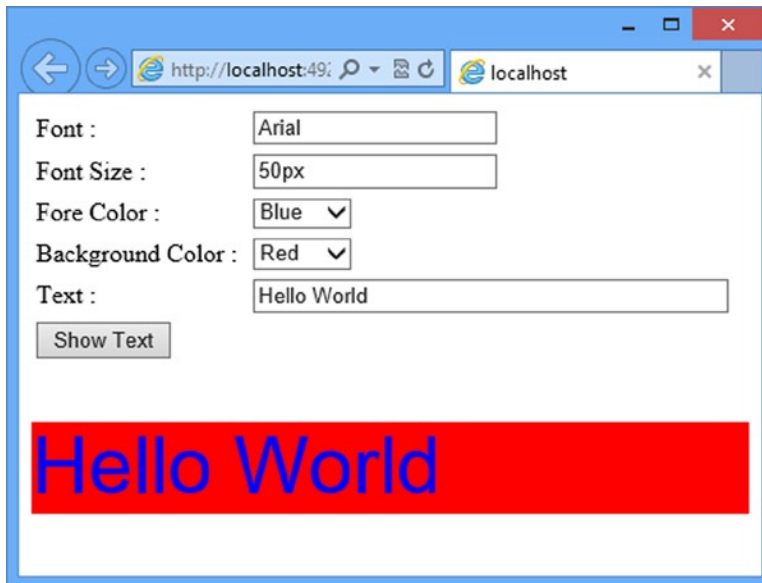 http://localhost:492
localhost
Font :
Arial
Font Size :
50px
Fore Color :
Blue
Background Color :
Red
Text :
Hello World
Show Text
Hello World